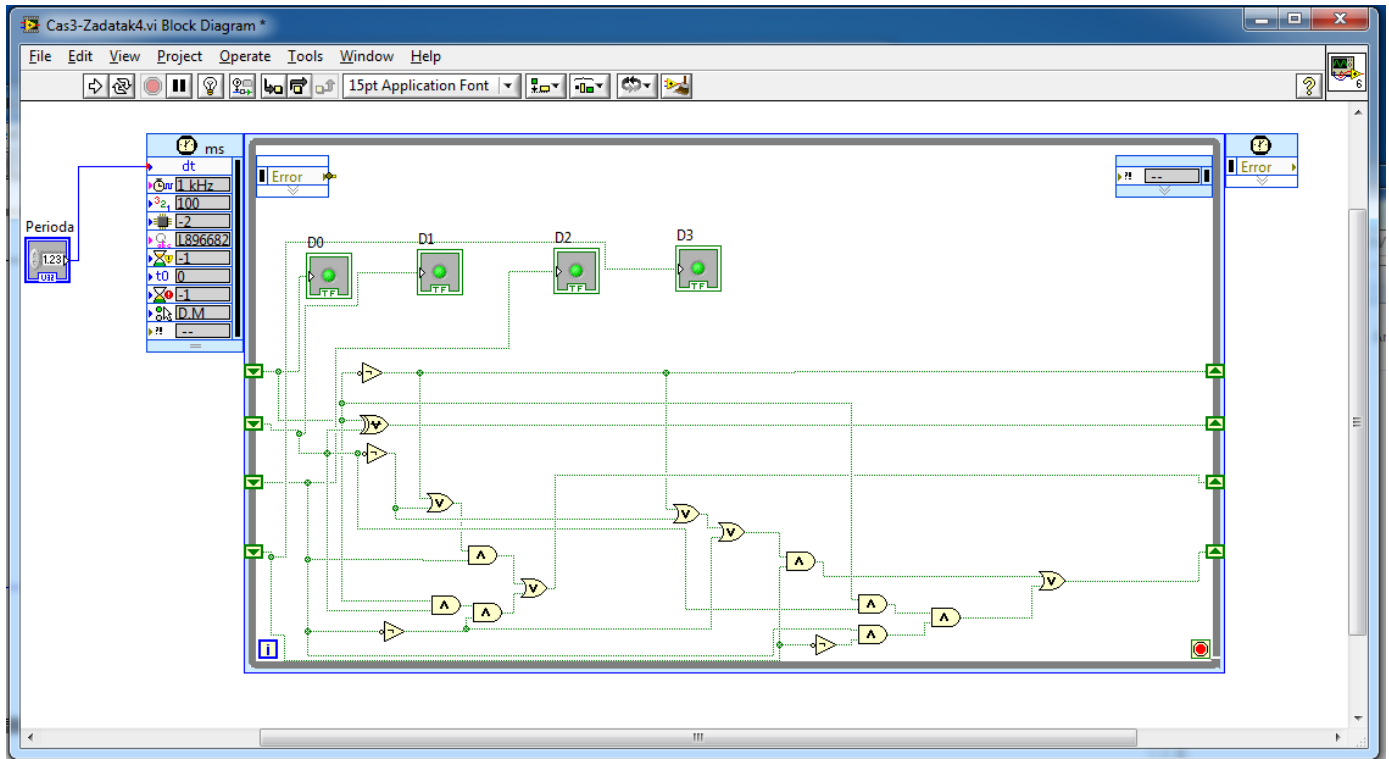 Cas3-Zadatak4.vi Block Diagram *
File Edit View Project Operate Tools Window Help
15pt Application Font
6
ms
dt
1 kHz
100
-2
L896682
-1
t0 0
-1
D.M
?! --
Error
?! --
Error
Perioda
1.23
U32
D0
D1
D2
D3
TF
TF
TF
TF
i